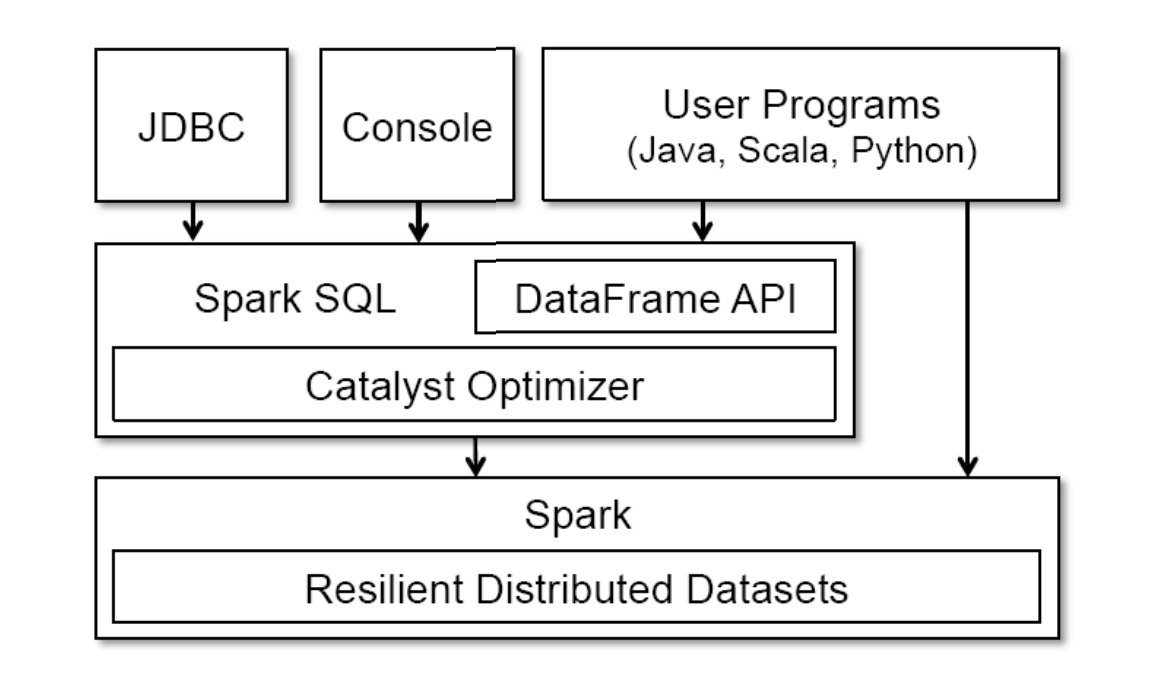 JDBC
Console
User Programs
(Java, Scala, Python)
Spark SQL
DataFrame API
Catalyst Optimizer
Spark
Resilient Distributed Datasets